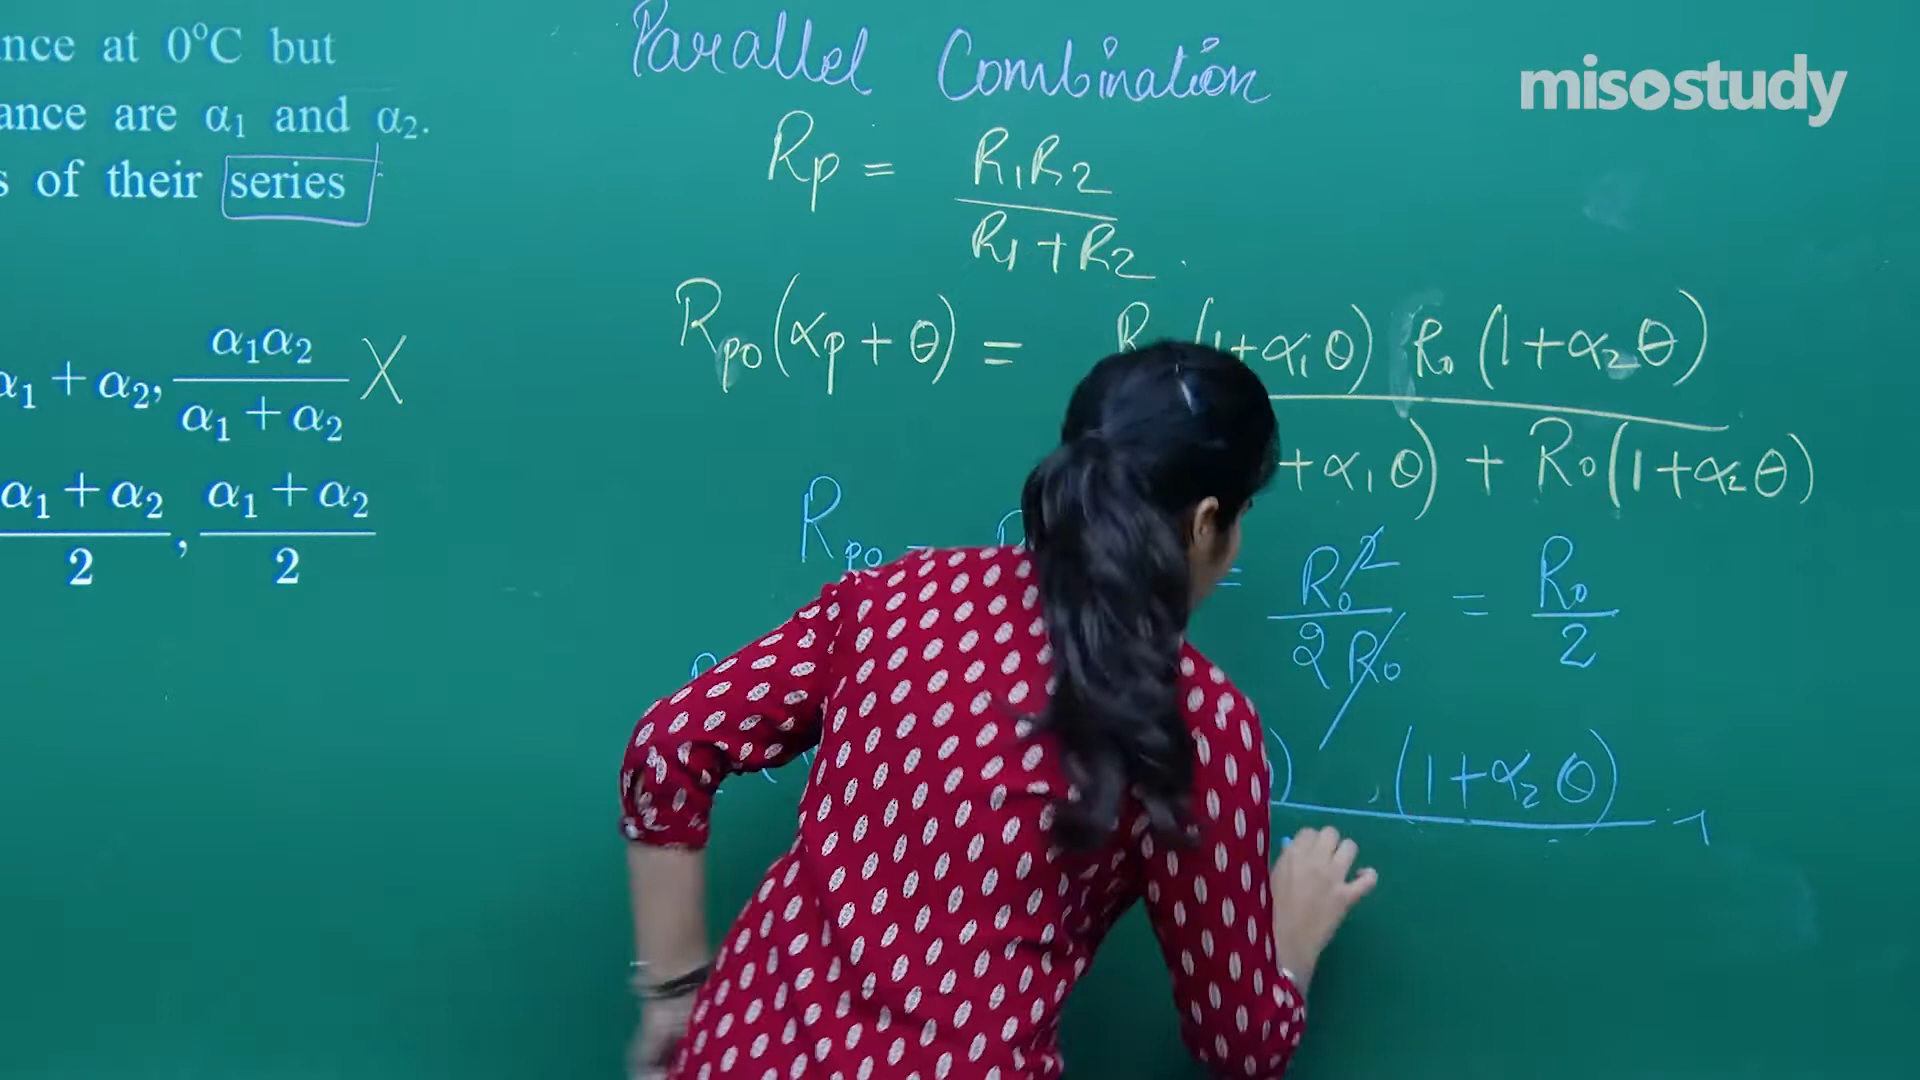 nce at 0°C but
ance are α₁ and α₂.
s of their series
α₁ + α₂, α₁α₂ / (α₁ + α₂) X
(α₁ + α₂) / 2, (α₁ + α₂) / 2
Parallel Combination
Rp = R₁R₂ / (R₁ + R₂)
Rpo(αp + θ) = R (1+α₁θ) R₀ (1+α₂θ)
+α₁θ) + R₀(1+α₂θ)
Rpo = R₀² / 2R₀ = R₀ / 2
) (1+α₂θ)
misostudy